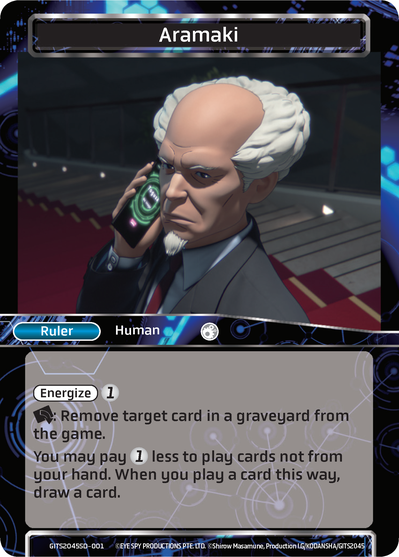 Aramaki
Ruler Human
Energize 1
: Remove target card in a graveyard from
the game.
You may pay 1 less to play cards not from
your hand. When you play a card this way,
draw a card.
GITS2045SD-001 ©EYE SPY PRODUCTIONS PTE. LTD. ©Shirow Masamune, Production I.G/KODANSHA/GITS2045